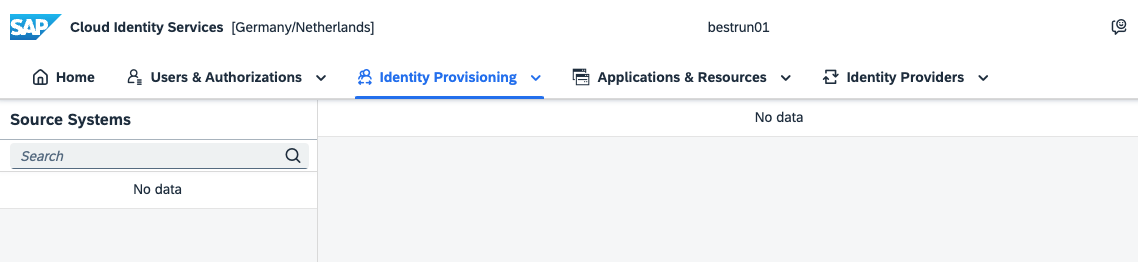 SAP Cloud Identity Services [Germany/Netherlands] bestrun01
Home Users & Authorizations Identity Provisioning Applications & Resources Identity Providers
Source Systems
No data
Search
No data